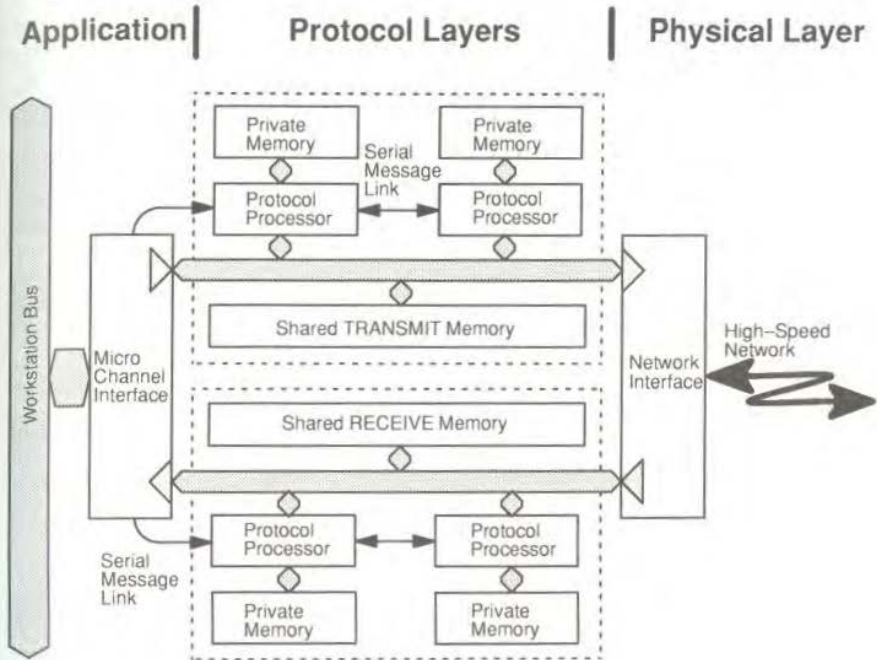 Application
Protocol Layers
Physical Layer
Private
Memory
Private
Memory
Serial
Message
Link
Protocol
Processor
Protocol
Processor
Shared TRANSMIT Memory
Workstation Bus
Micro
Channel
Interface
Network
Interface
High–Speed
Network
Shared RECEIVE Memory
Protocol
Processor
Protocol
Processor
Serial
Message
Link
Private
Memory
Private
Memory